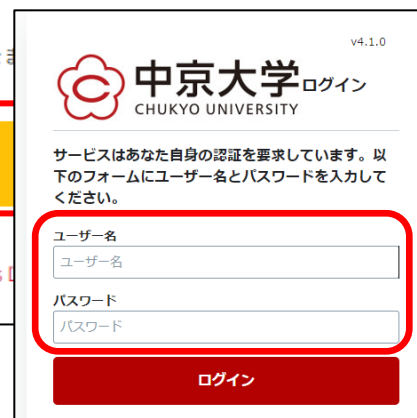 v4.1.0
中京大学ログイン
CHUKYO UNIVERSITY
サービスはあなた自身の認証を要求しています。以
下のフォームにユーザー名とパスワードを入力して
ください。
ユーザー名
ユーザー名
パスワード
パスワード
ログイン